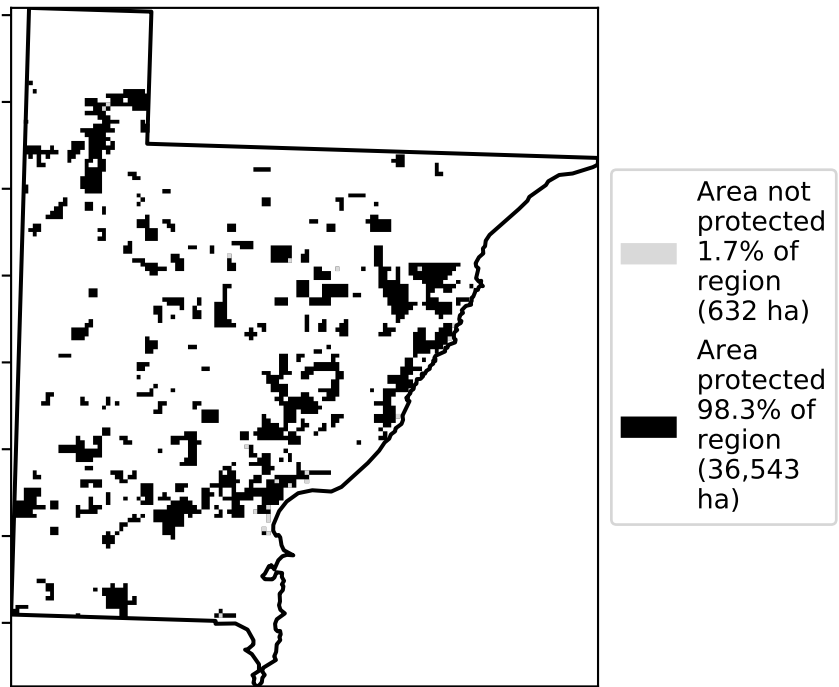 Area not
protected
1.7% of
region
(632 ha)
Area
protected
98.3% of
region
(36,543
ha)